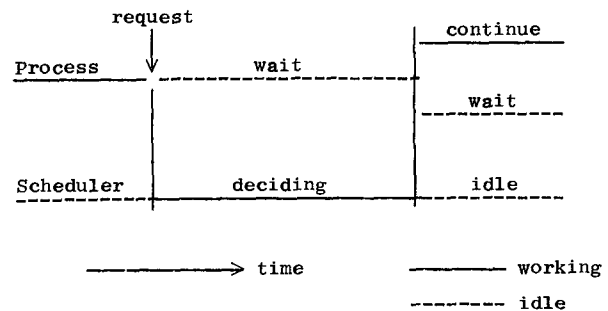 request
continue
Process
wait
wait
Scheduler
deciding
idle
time
working
idle